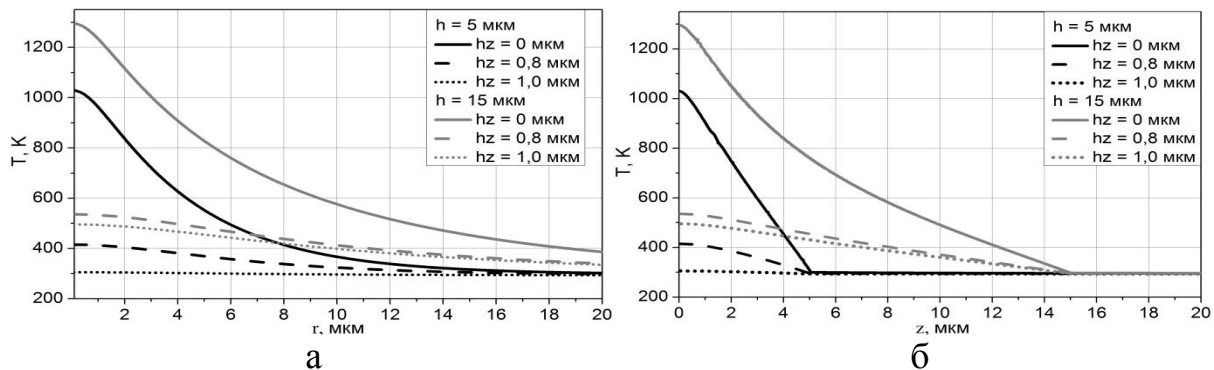 h = 5 мкм
hz = 0 мкм
hz = 0,8 мкм
hz = 1,0 мкм
h = 15 мкм
hz = 0 мкм
hz = 0,8 мкм
hz = 1,0 мкм
T, K
1200
1000
800
600
400
200
2 4 6 8 10 12 14 16 18 20
r, мкм
а
h = 5 мкм
hz = 0 мкм
hz = 0,8 мкм
hz = 1,0 мкм
h = 15 мкм
hz = 0 мкм
hz = 0,8 мкм
hz = 1,0 мкм
T, K
1200
1000
800
600
400
200
0 2 4 6 8 10 12 14 16 18 20
z, мкм
б